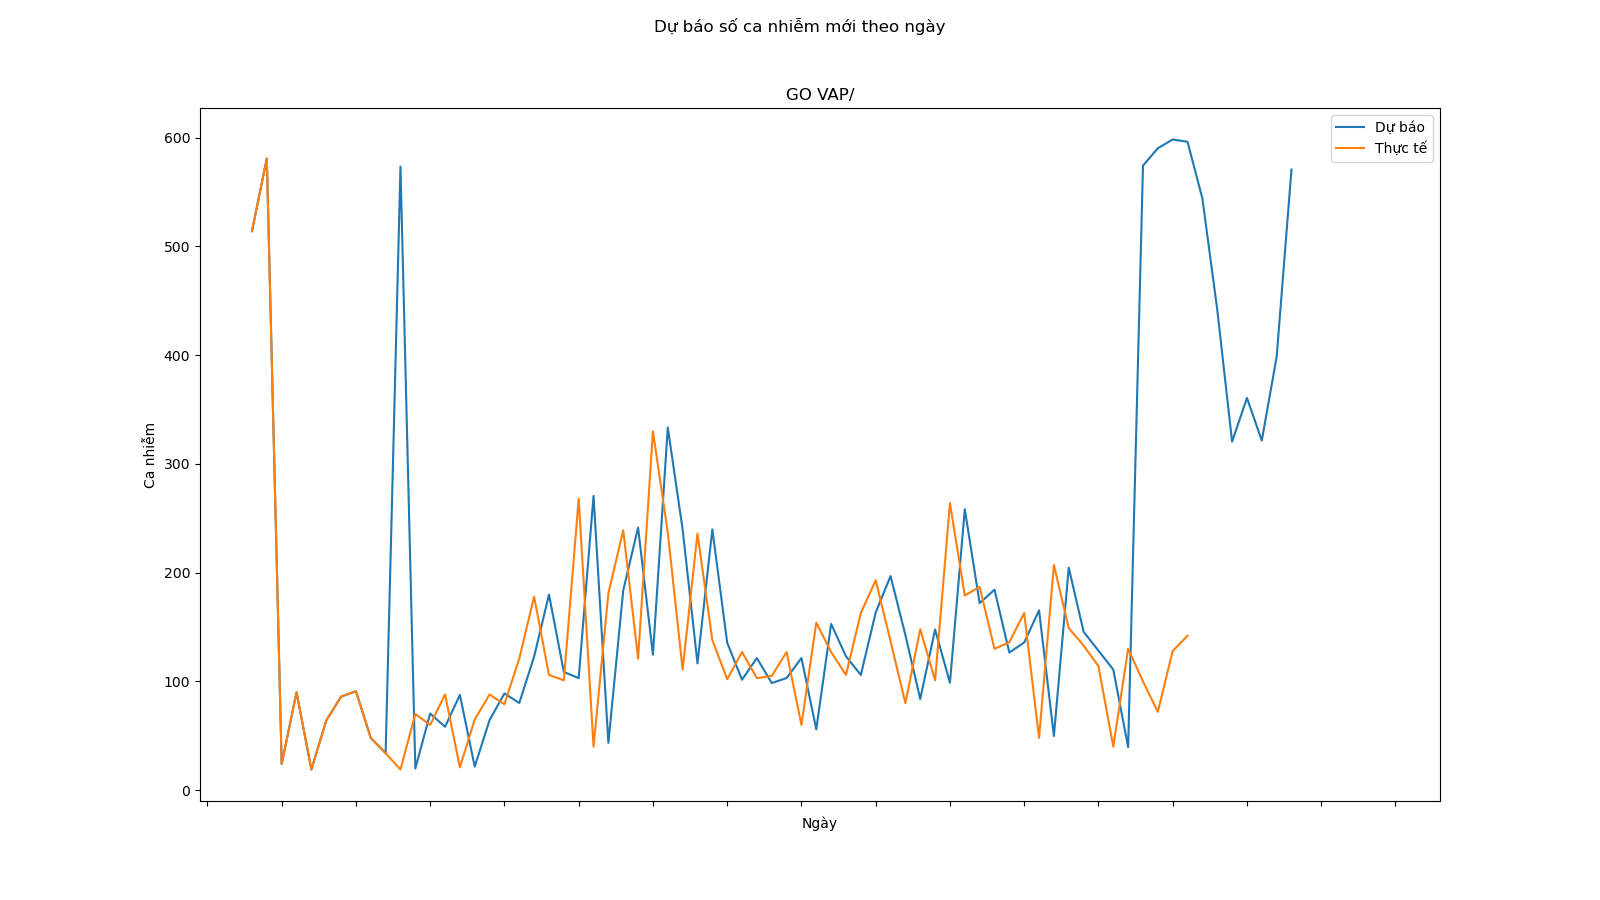 Dự báo số ca nhiễm mới theo ngày
GO VAP/
Dự báo
Thực tế
600
500
400
300
200
100
0
Ca nhiễm
Ngày